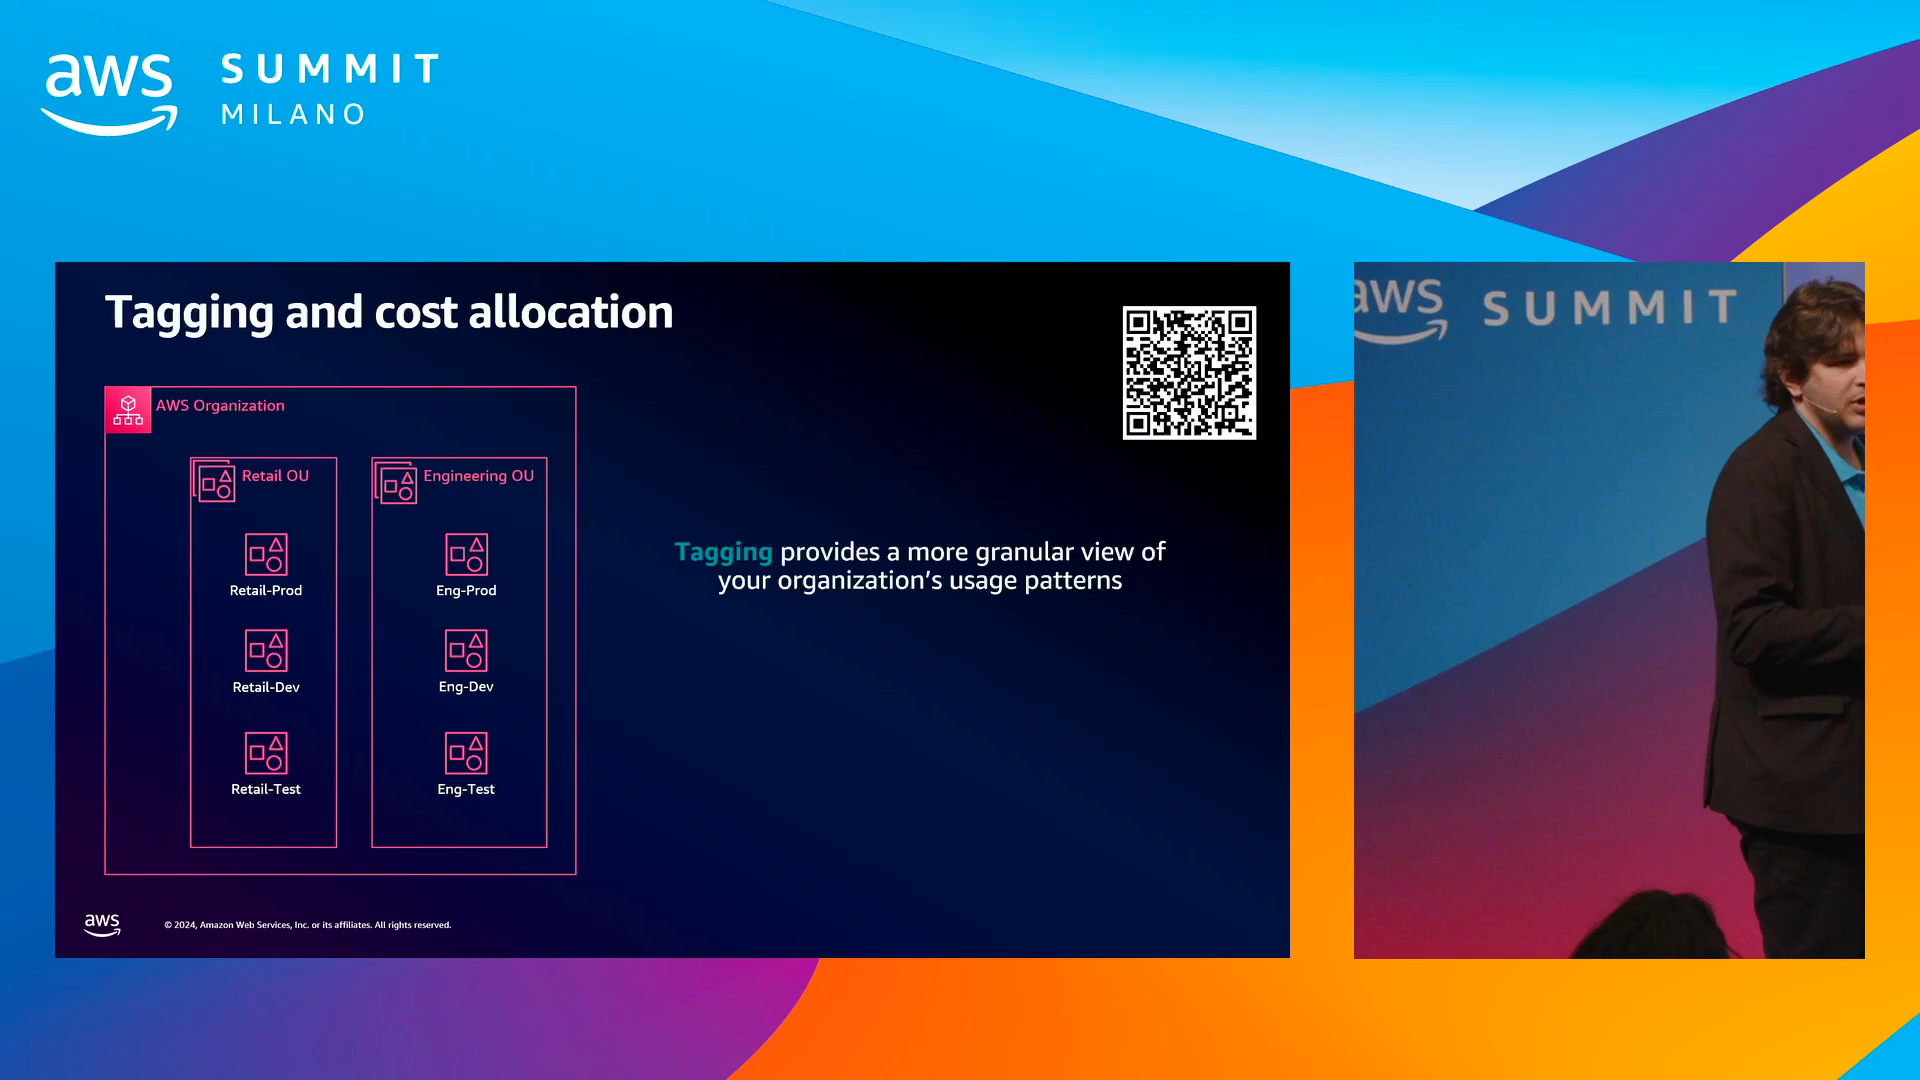 aws
SUMMIT
MILANO
Tagging and cost allocation
AWS Organization
Retail OU
Retail-Prod
Retail-Dev
Retail-Test
Engineering OU
Eng-Prod
Eng-Dev
Eng-Test
Tagging provides a more granular view of
your organization’s usage patterns
aws
© 2024, Amazon Web Services, Inc. or its affiliates. All rights reserved.
aws
SUMMIT